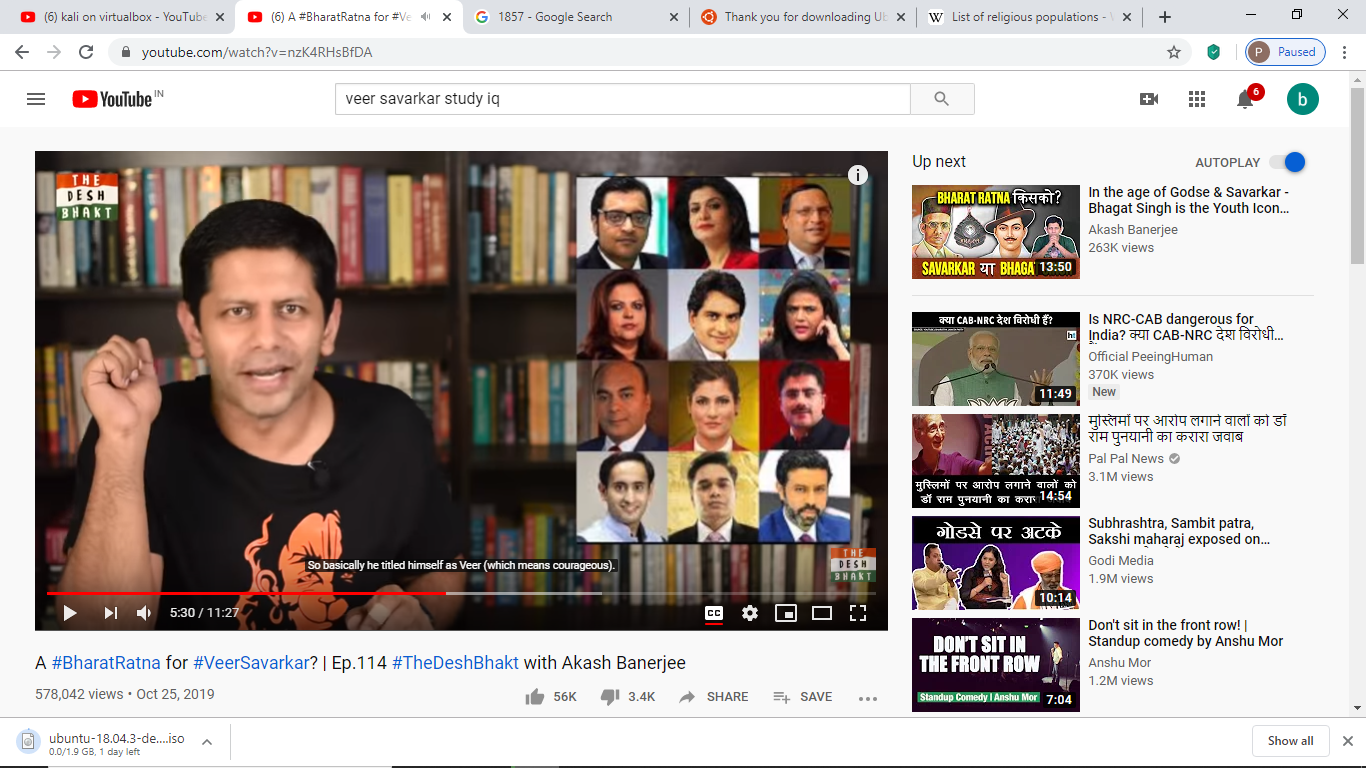 (6) kali on virtualbox - YouTube
(6) A #BharatRatna for #Ve
1857 - Google Search
Thank you for downloading Ub
List of religious populations - W
youtube.com/watch?v=nzK4RHsBfDA
P
Paused
YouTube IN
veer savarkar study iq
6
b
THE
DESH
BHAKT
So basically he titled himself as Veer (which means courageous).
THE
DESH
BHAKT
5:30 / 11:27
CC
A #BharatRatna for #VeerSavarkar? | Ep.114 #TheDeshBhakt with Akash Banerjee
578,042 views • Oct 25, 2019
56K
3.4K
SHARE
SAVE
Up next
AUTOPLAY
BHARAT RATNA किसको?
SAVARKAR या BHAGA
13:50
In the age of Godse & Savarkar -
Bhagat Singh is the Youth Icon...
Akash Banerjee
263K views
क्या CAB-NRC देश विरोधी हैं?
11:49
Is NRC-CAB dangerous for
India? क्या CAB-NRC देश विरोधी...
Official PeeingHuman
370K views
New
मुस्लिमों पर आरोप लगाने वालों को
डॉ राम पुनयानी का करारा
14:54
मुस्लिमों पर आरोप लगाने वालों को डॉ
राम पुनयानी का करारा जवाब
Pal Pal News
3.1M views
गोडसे पर अटके
10:14
Subhrashtra, Sambit patra,
Sakshi maharaj exposed on...
Godi Media
1.9M views
DON'T SIT IN
THE FRONT ROW
Standup Comedy | Anshu Mor
7:04
Don't sit in the front row! |
Standup comedy by Anshu Mor
Anshu Mor
1.2M views
ubuntu-18.04.3-de....iso
0.0/1.9 GB, 1 day left
Show all